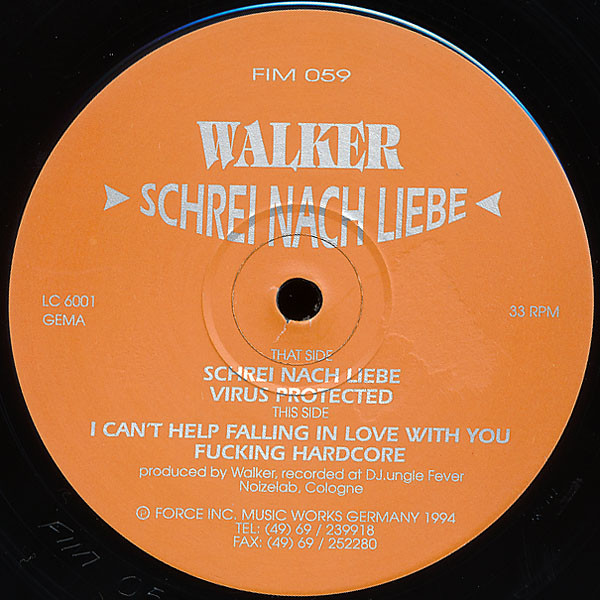 FIM 059
WALKER
SCHREI NACH LIEBE
LC 6001
GEMA
33 RPM
THAT SIDE
SCHREI NACH LIEBE
VIRUS PROTECTED
THIS SIDE
I CAN'T HELP FALLING IN LOVE WITH YOU
FUCKING HARDCORE
produced by Walker, recorded at DJ.ungle Fever
Noizelab, Cologne
Ⓟ FORCE INC. MUSIC WORKS GERMANY 1994
TEL: (49) 69 / 239918
FAX: (49) 69 / 252280
FIM 05